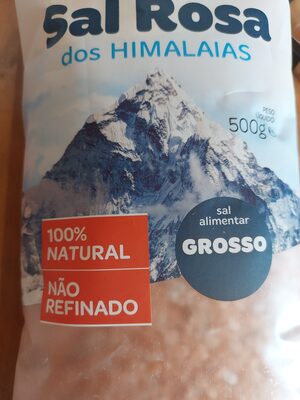 Sal Rosa
dos HIMALAIAS
PESO
LÍQUIDO
500g e
sal
alimentar
GROSSO
100%
NATURAL
NÃO
REFINADO